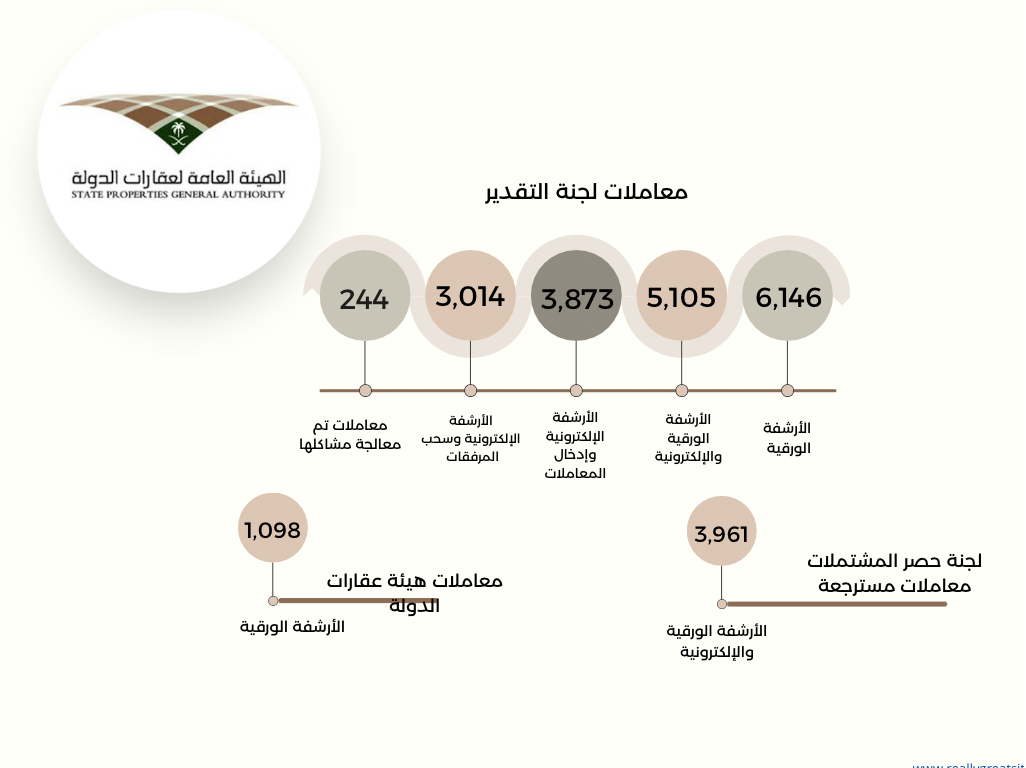 الهيئة العامة لعقارات الدولة
STATE PROPERTIES GENERAL AUTHORITY
معاملات لجنة التقدير
6,146
5,105
3,873
3,014
244
الأرشفة
الورقية
الأرشفة
الورقية
والإلكترونية
الأرشفة
الإلكترونية
وإدخال
المعاملات
الأرشفة
الإلكترونية وسحب
المرفقات
معاملات تم
معالجة مشاكلها
3,961
لجنة حصر المشتملات
معاملات مسترجعة
الأرشفة الورقية
والإلكترونية
1,098
معاملات هيئة عقارات
الدولة
الأرشفة الورقية